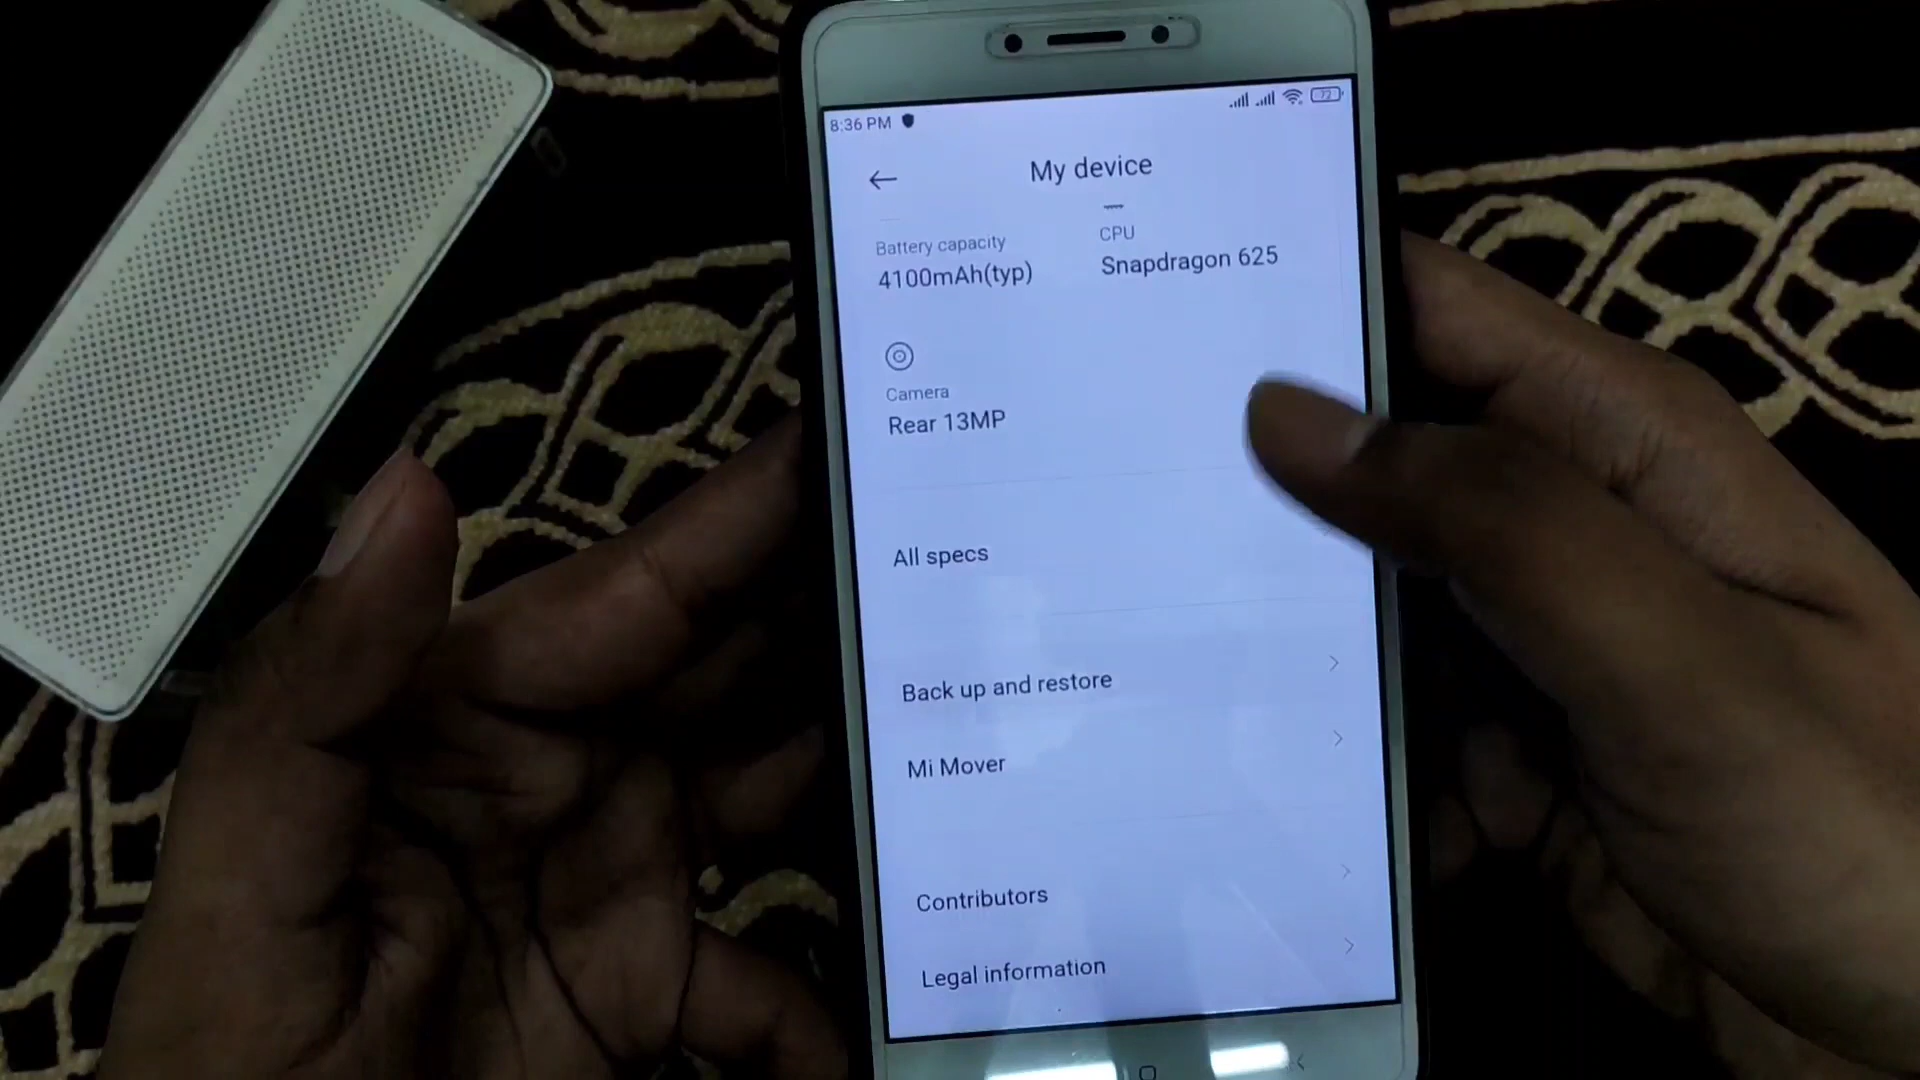 8:36 PM
72
My device
Battery capacity
4100mAh(typ)
CPU
Snapdragon 625
Camera
Rear 13MP
All specs
Back up and restore
Mi Mover
Contributors
Legal information